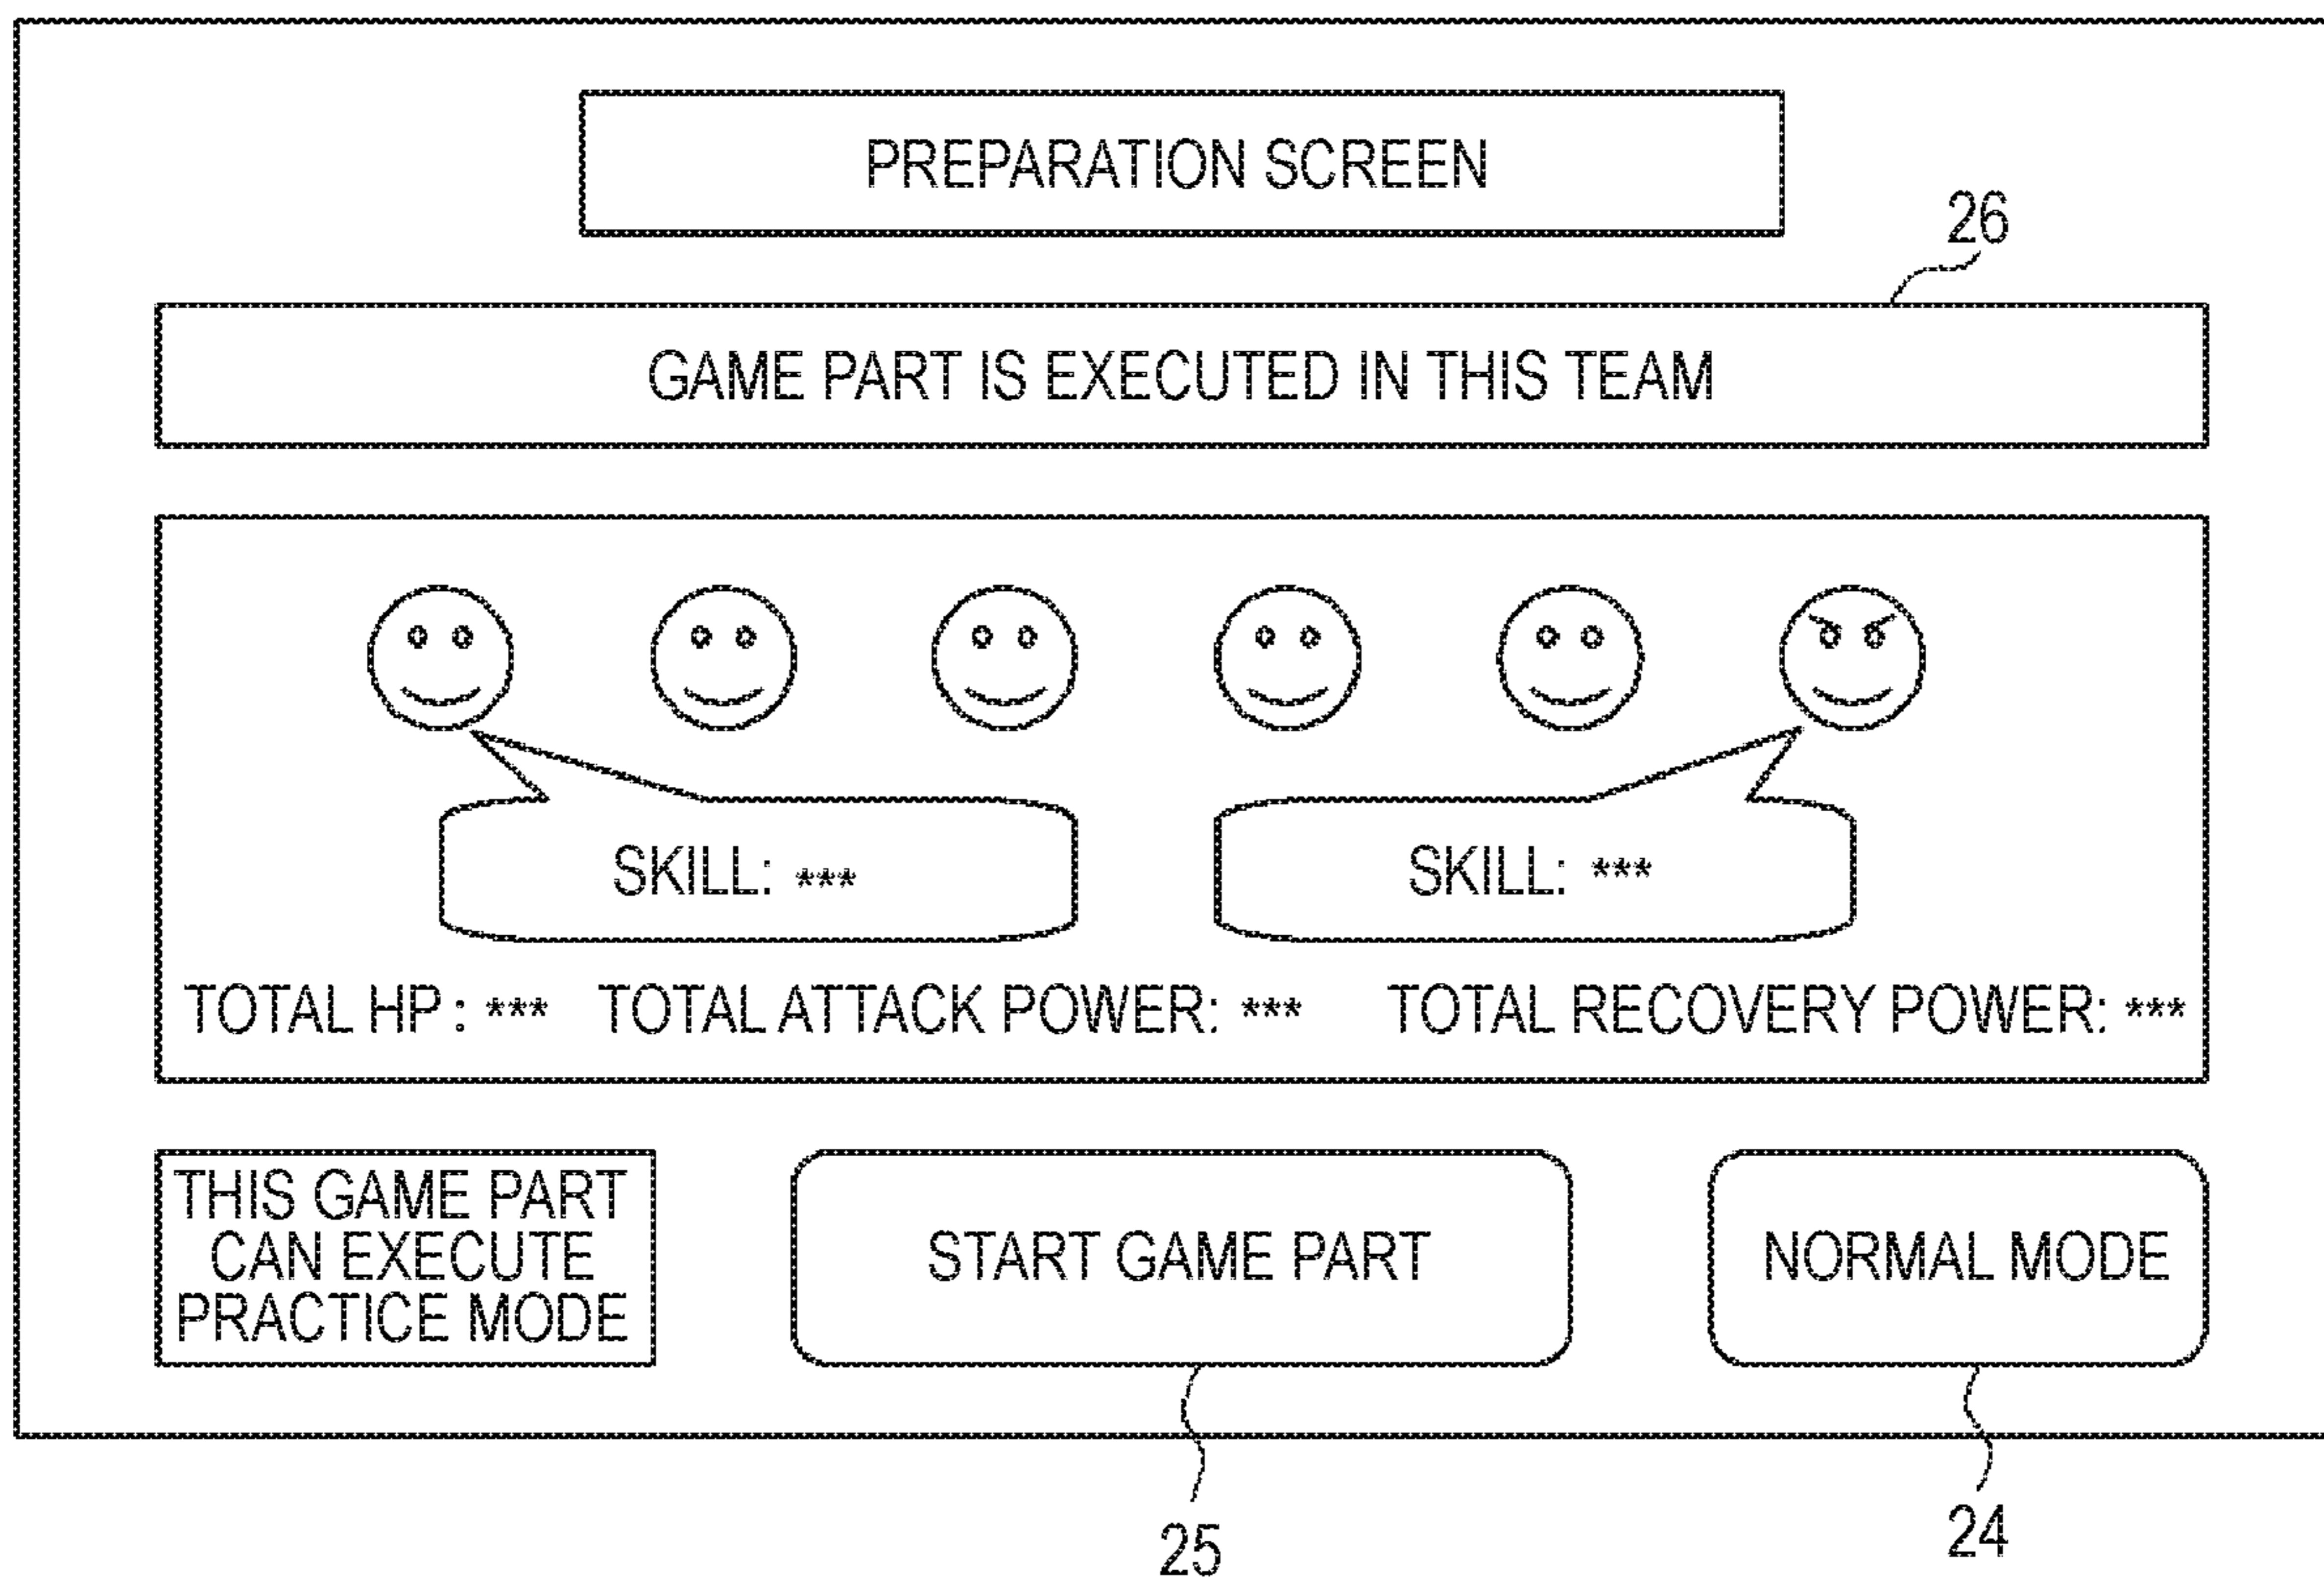 PREPARATION SCREEN
26
GAME PART IS EXECUTED IN THIS TEAM
SKILL: ***
SKILL: ***
TOTAL HP : *** TOTAL ATTACK POWER: *** TOTAL RECOVERY POWER: ***
THIS GAME PART
CAN EXECUTE
PRACTICE MODE
START GAME PART
NORMAL MODE
25
24